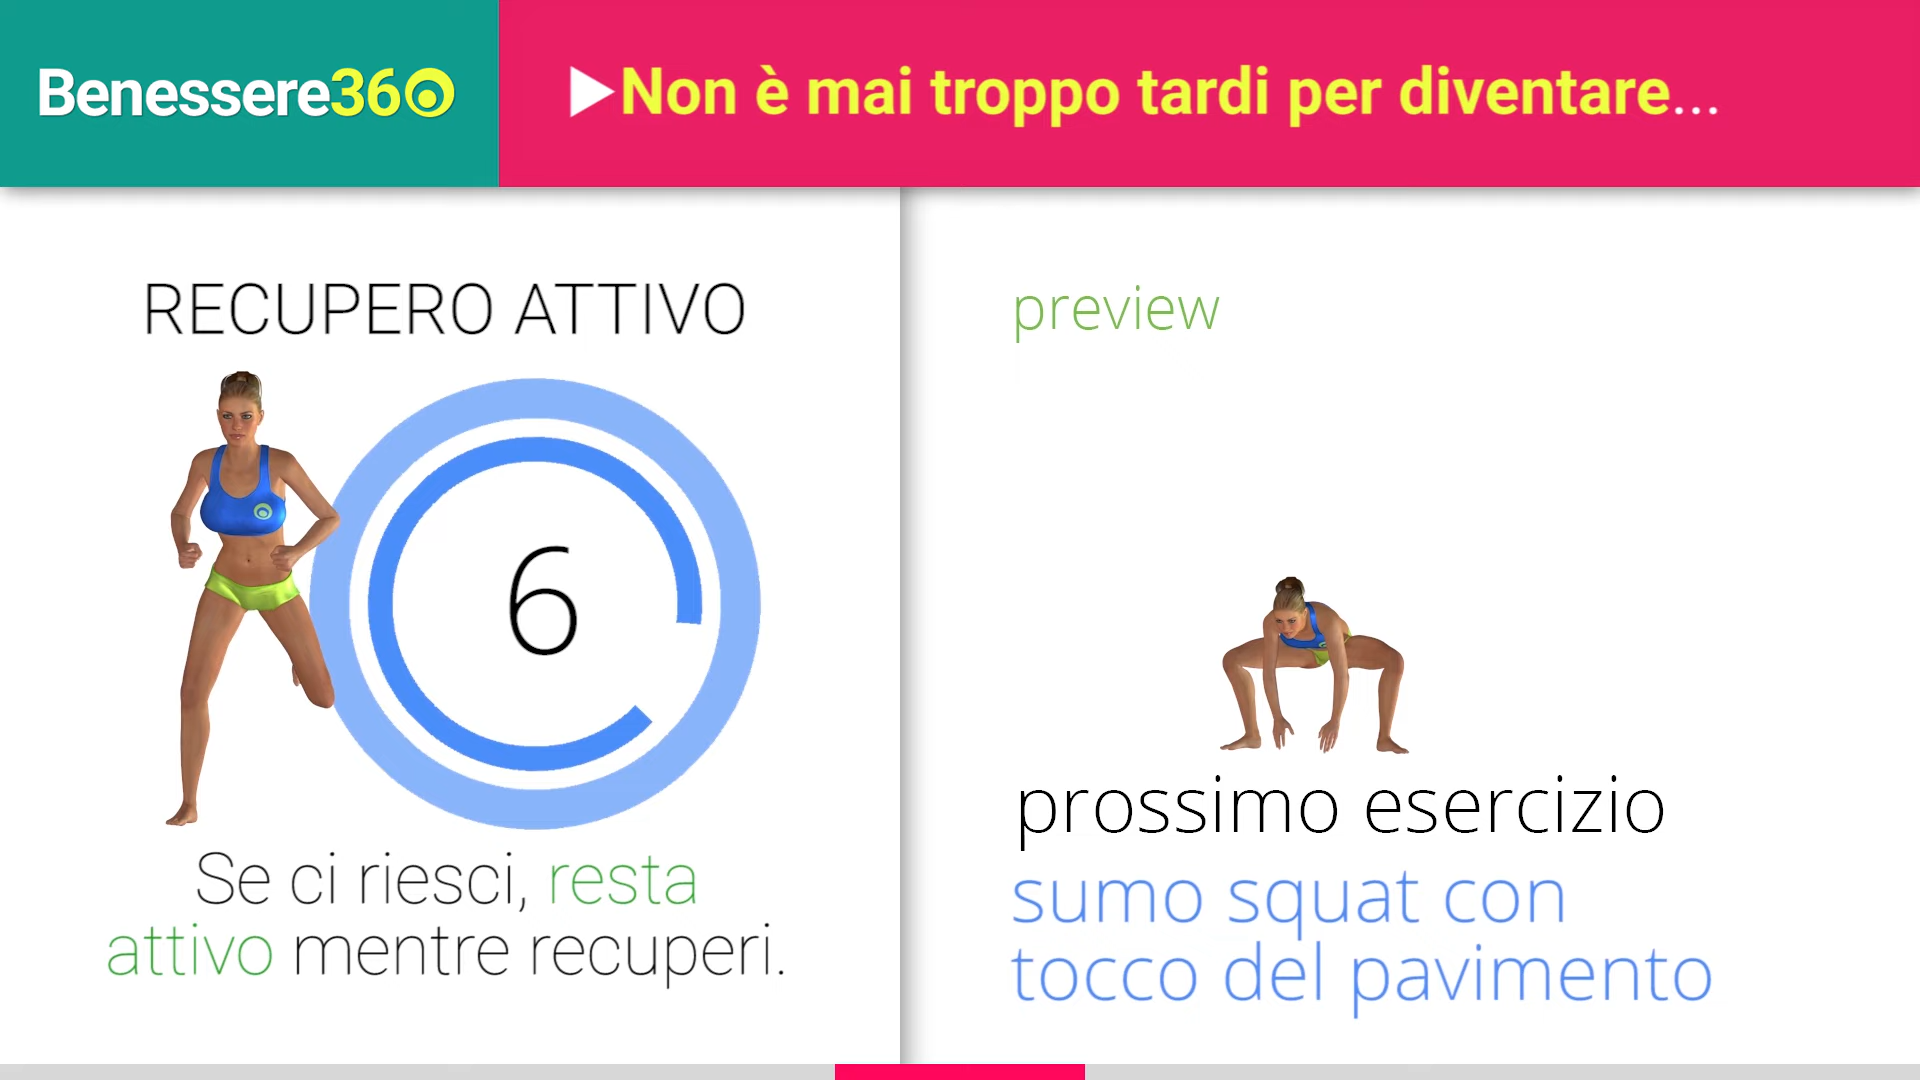 Benessere360
▶Non è mai troppo tardi per diventare...
RECUPERO ATTIVO
6
Se ci riesci, resta
attivo mentre recuperi.
preview
prossimo esercizio
sumo squat con
tocco del pavimento